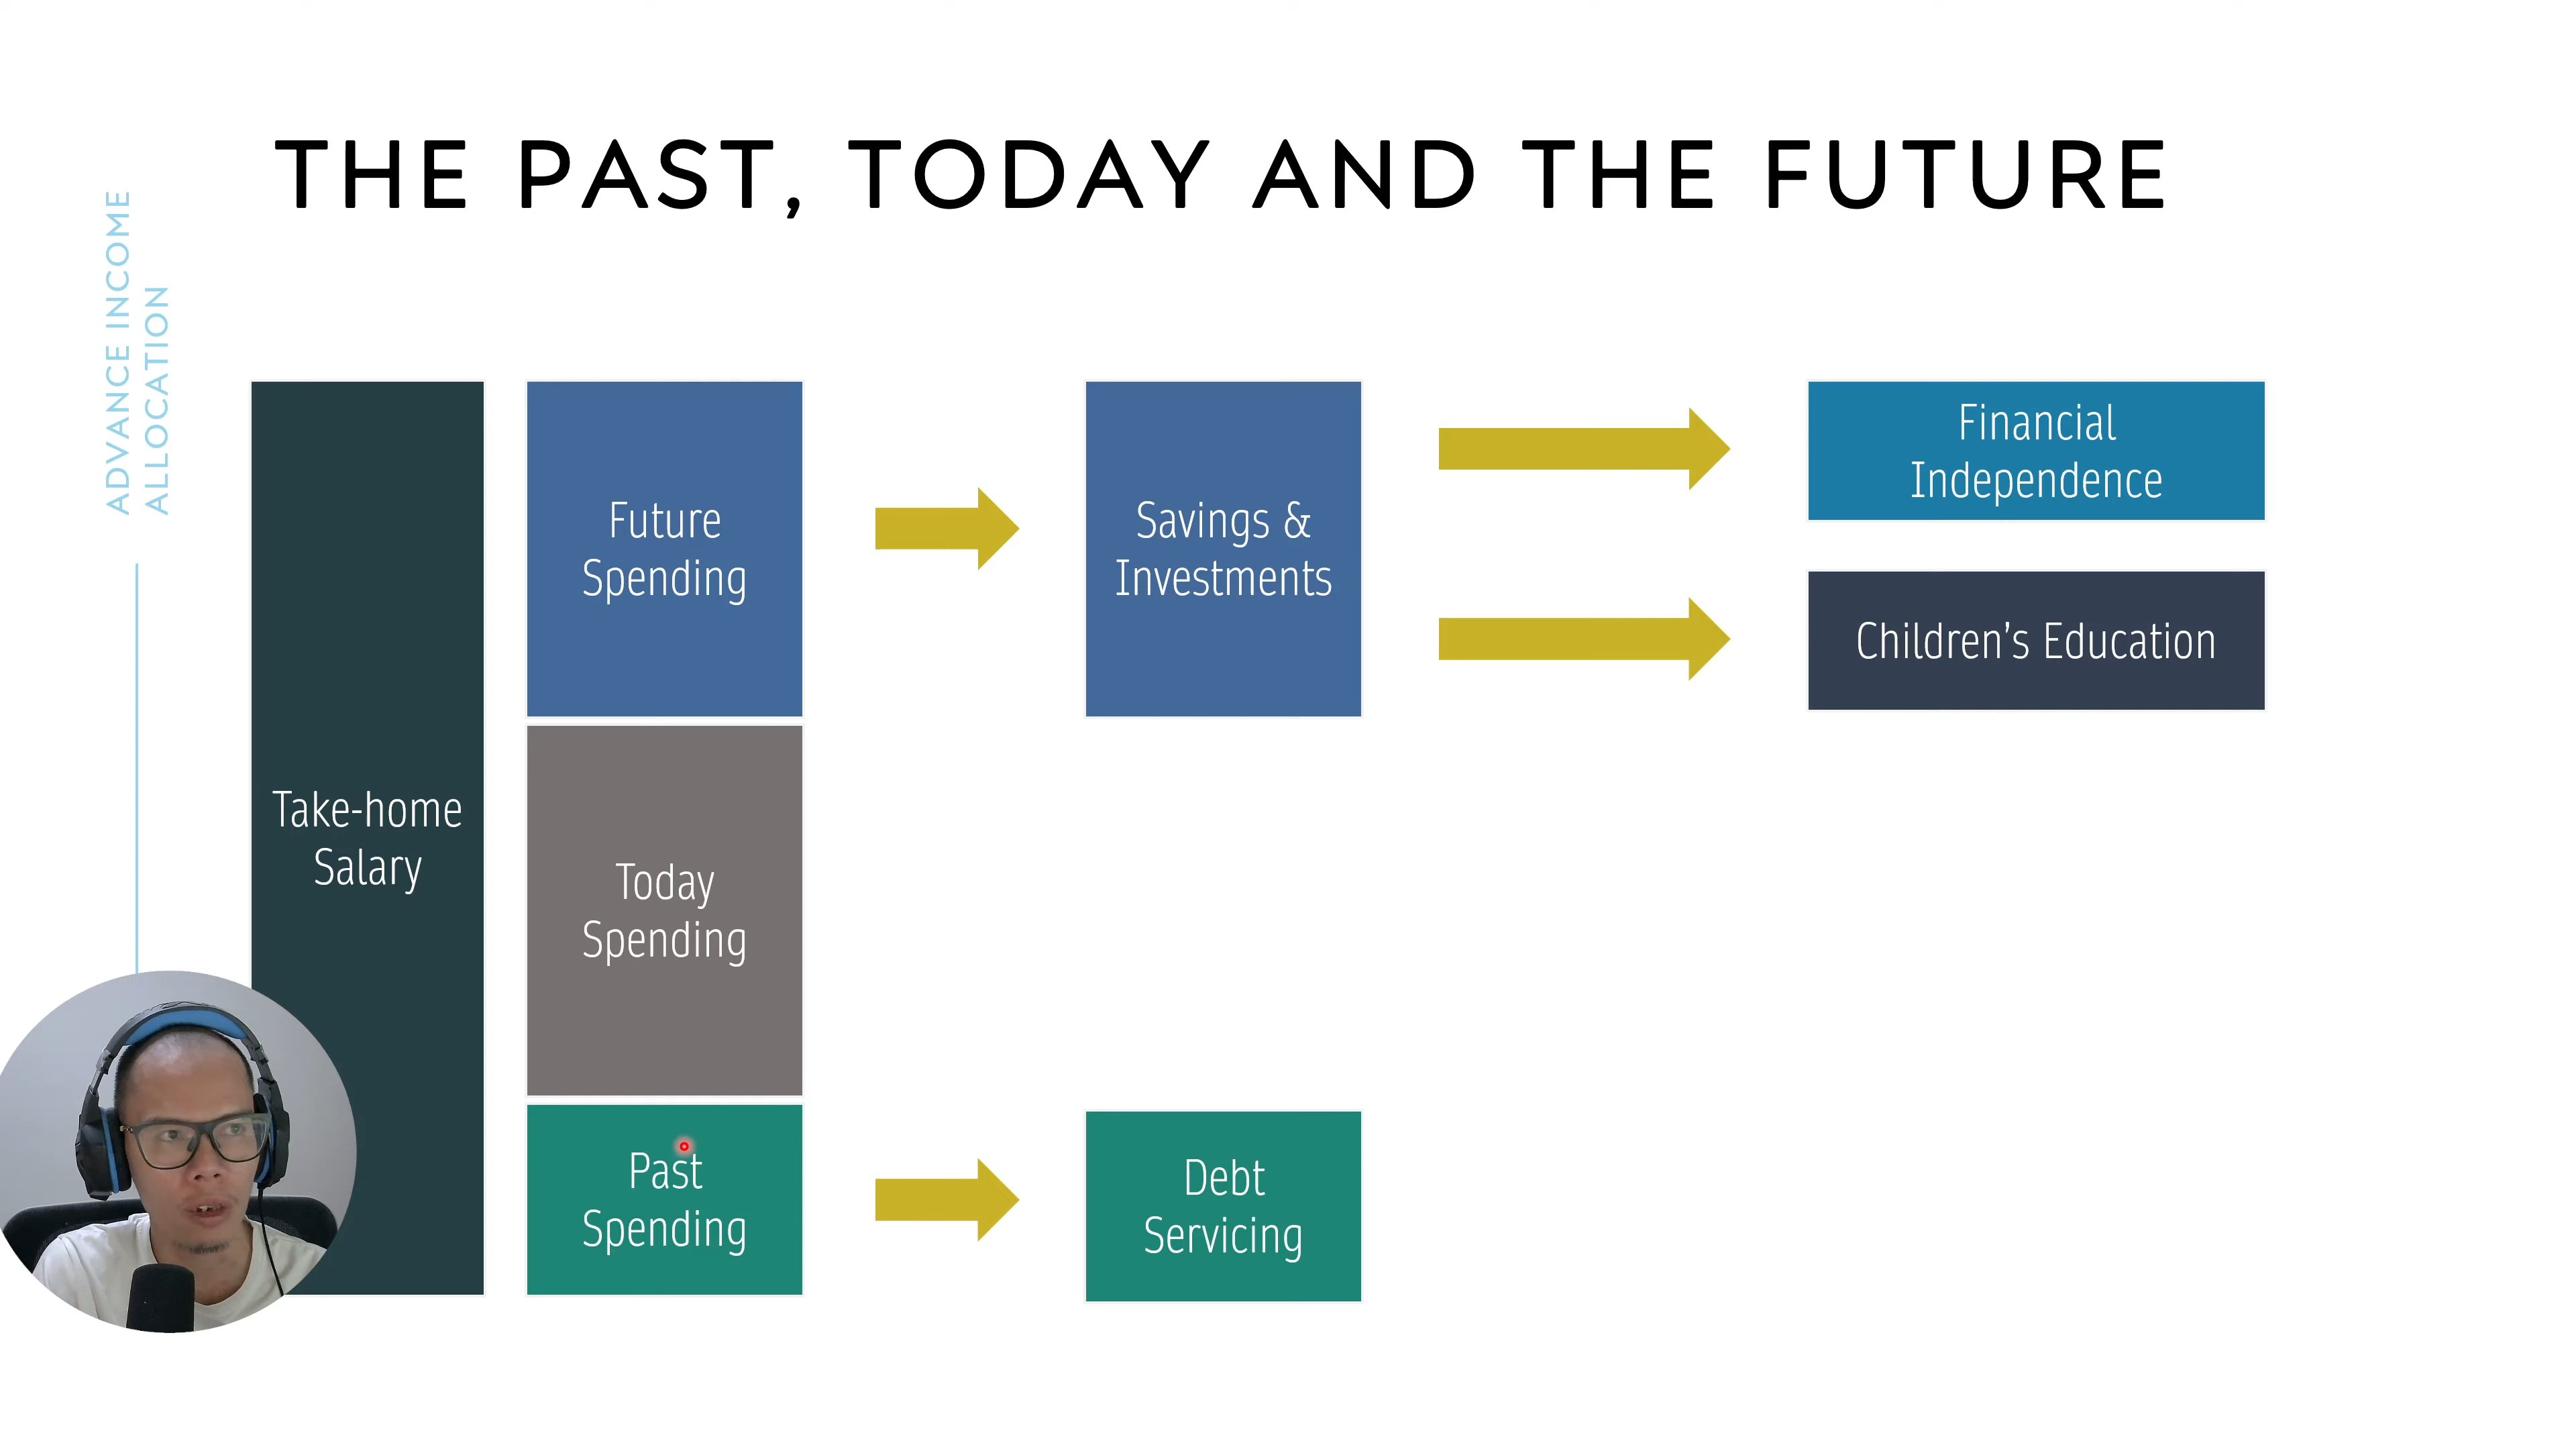 THE PAST, TODAY AND THE FUTURE
ADVANCE INCOME
ALLOCATION
Take-home
Salary
Future
Spending
Savings &
Investments
Financial
Independence
Children’s Education
Today
Spending
Past
Spending
Debt
Servicing